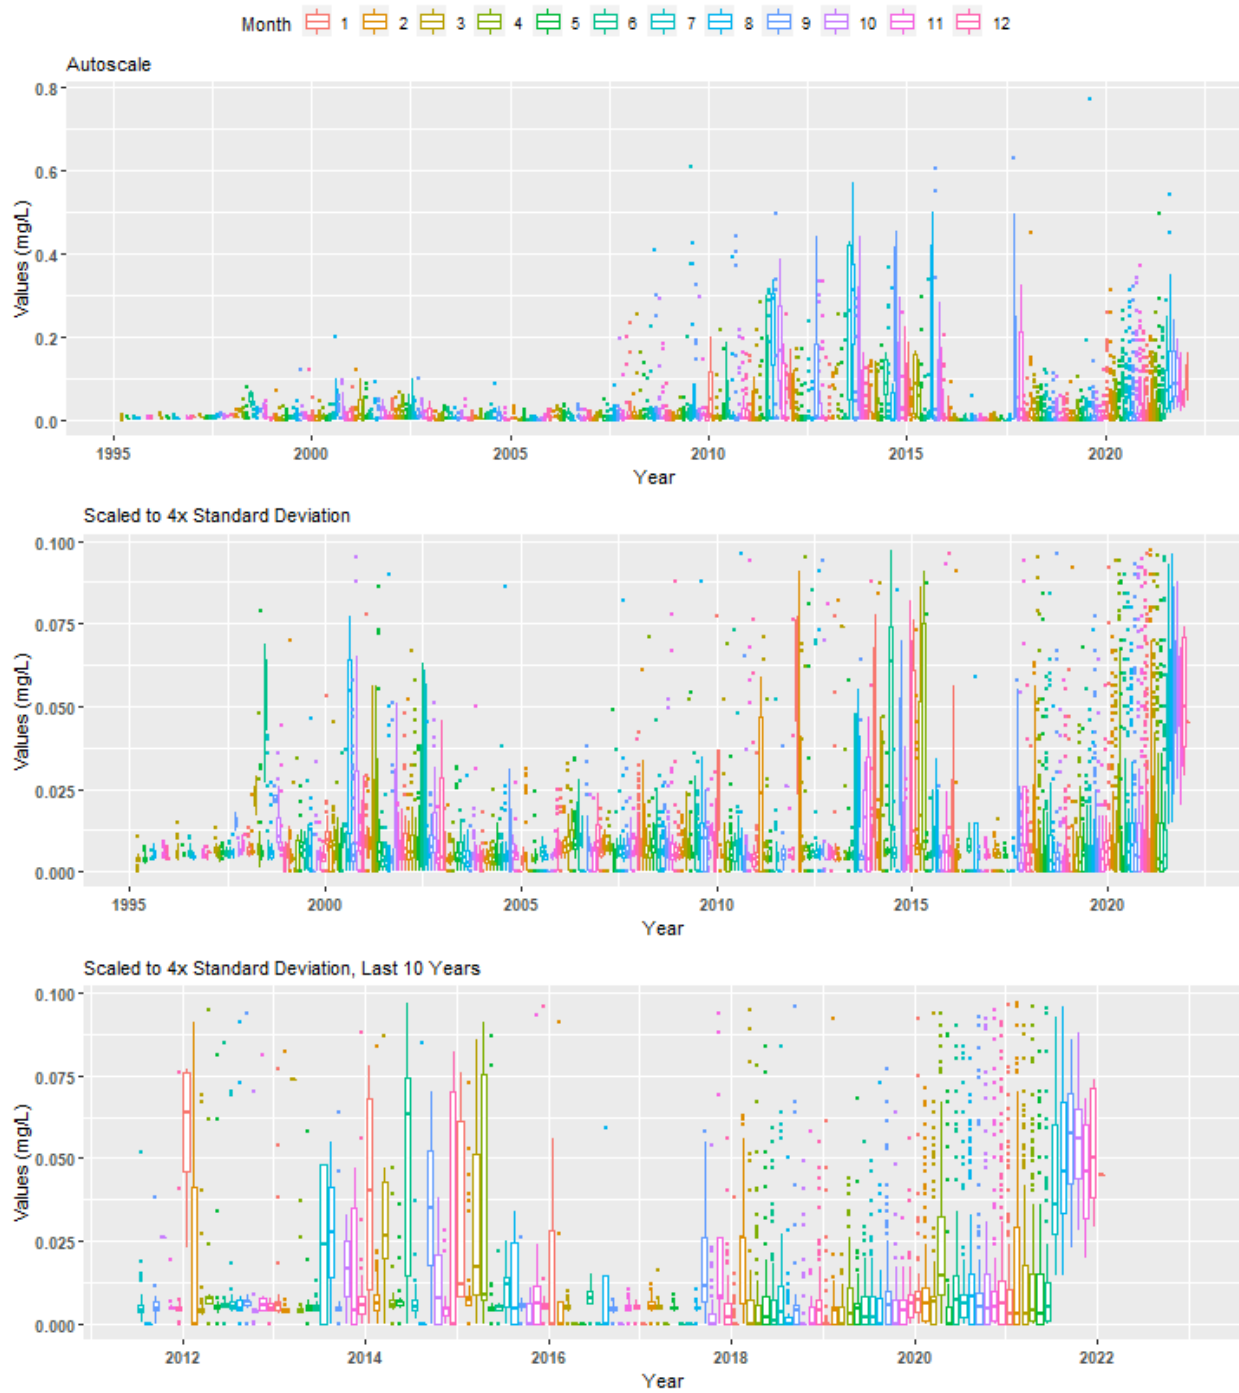 Month 1 2 3 4 5 6 7 8 9 10 11 12
Autoscale
Values (mg/L)
0.8
0.6
0.4
0.2
0.0
1995 2000 2005 2010 2015 2020
Year
Scaled to 4x Standard Deviation
Values (mg/L)
0.100
0.075
0.050
0.025
0.000
1995 2000 2005 2010 2015 2020
Year
Scaled to 4x Standard Deviation, Last 10 Years
Values (mg/L)
0.100
0.075
0.050
0.025
0.000
2012 2014 2016 2018 2020 2022
Year